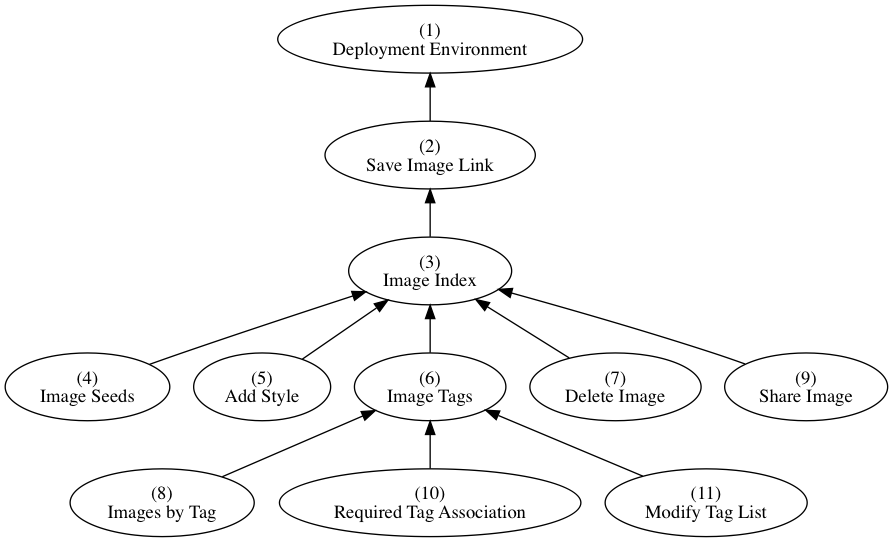 (1)
Deployment Environment
(2)
Save Image Link
(3)
Image Index
(4)
Image Seeds
(5)
Add Style
(6)
Image Tags
(7)
Delete Image
(9)
Share Image
(8)
Images by Tag
(10)
Required Tag Association
(11)
Modify Tag List